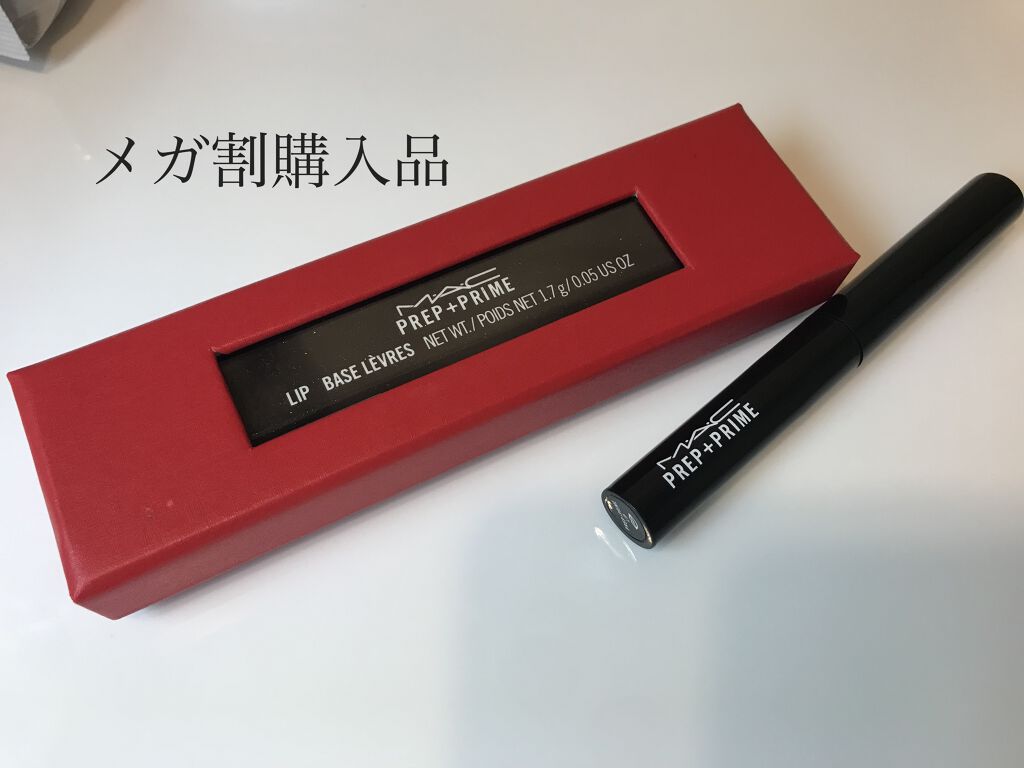 メガ割購入品
MAC
PREP+PRIME
LIP BASE LÈVRES NET WT./POIDS NET 1.7 g/0.05 US OZ
MAC
PREP+PRIME